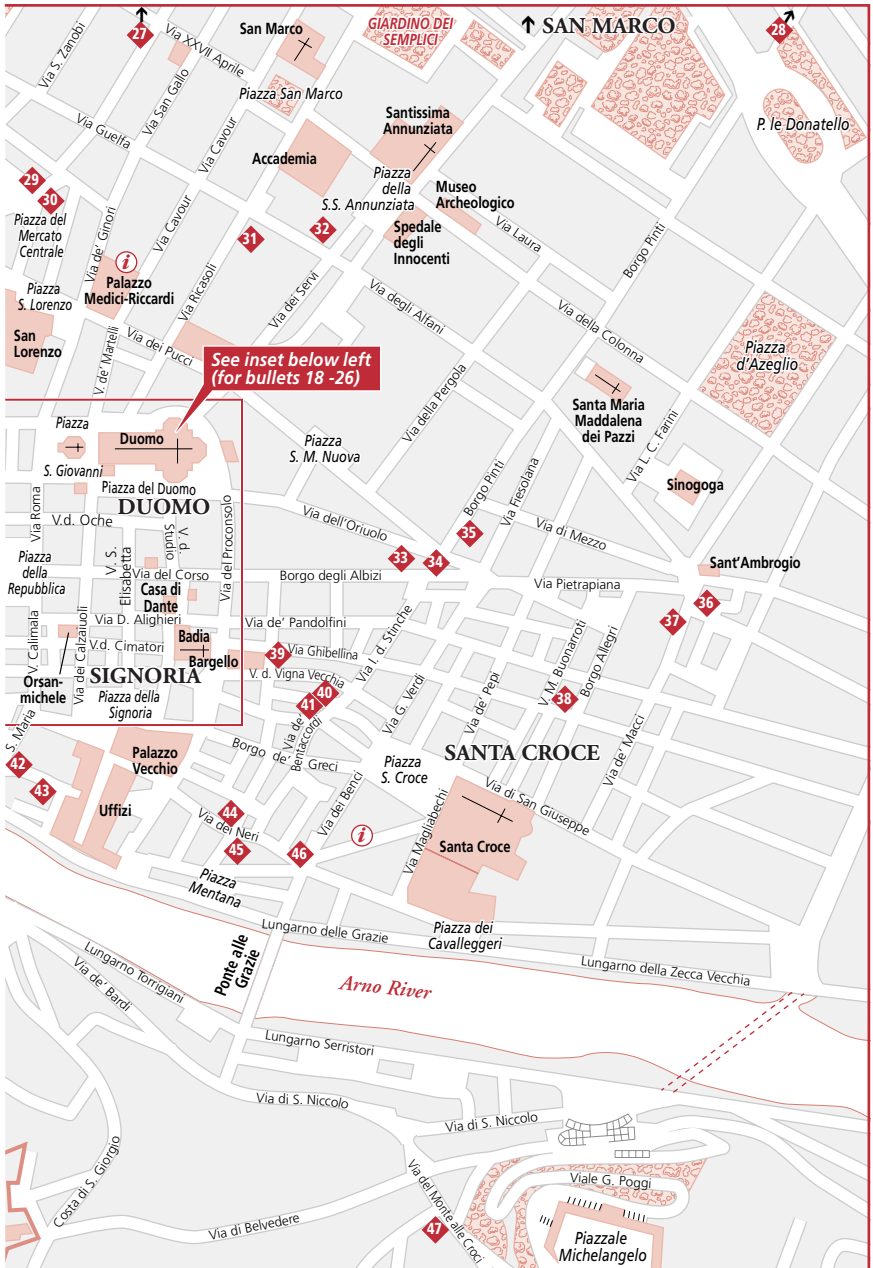 27
Via XXVII Aprile
San Marco
GIARDINO DEI
SEMPLICI
↑ SAN MARCO
28
Via S. Zanobi
Via San Gallo
Piazza San Marco
Via Guelfa
Via Cavour
Santissima
Annunziata
P. le Donatello
Accademia
Piazza
della
S.S. Annunziata
Museo
Archeologico
29
30
Piazza del
Mercato
Centrale
Via de' Ginori
Via Cavour
31
32
Spedale
degli
Innocenti
Via Laura
Borgo Pinti
i
Palazzo
Medici-Riccardi
Piazza
S. Lorenzo
Via Ricasoli
Via dei Servi
Via degli Alfani
Via della Colonna
San
Lorenzo
V. de' Martelli
Via dei Pucci
See inset below left
(for bullets 18 -26)
Piazza
d'Azeglio
Via della Pergola
Santa Maria
Maddalena
dei Pazzi
Via L. C. Farini
Piazza
S. Giovanni
Duomo
Piazza
S. M. Nuova
Borgo Pinti
Via Fiesolana
Sinogoga
Piazza del Duomo
DUOMO
Via Roma
V.d. Oche
V. d.
Studio
Via del Proconsolo
Via dell'Oriuolo
35
Via di Mezzo
33
34
Sant'Ambrogio
Piazza
della
Repubblica
V. S.
Elisabetta
Via del Corso
Borgo degli Albizi
Via Pietrapiana
Casa di
Dante
36
37
V. Calimala
Via dei Calzaiuoli
Via D. Alighieri
Via de' Pandolfini
Via I. d. Stinche
V. M. Buonarroti
Borgo Allegri
V.d. Cimatori
Badia
Bargello
39
Via Ghibellina
V. d. Vigna Vecchia
Orsan-
michele
SIGNORIA
Piazza della
Signoria
40
41
Via de'
Bentaccordi
Via G. Verdi
Via de' Pepi
38
Via de' Macci
S. Maria
42
43
Palazzo
Vecchio
Borgo de' Greci
Piazza
S. Croce
SANTA CROCE
Uffizi
44
Via dei Neri
45
46
Via dei Benci
i
Via Magliabechi
Santa Croce
Via di San Giuseppe
Piazza
Mentana
Piazza dei
Cavalleggeri
Lungarno delle Grazie
Lungarno della Zecca Vecchia
Ponte alle
Grazie
Arno River
Lungarno Torrigiani
Via de' Bardi
Lungarno Serristori
Via di S. Niccolo
Via di S. Niccolo
Costa di S. Giorgio
Via di Belvedere
Via del Monte alle Croci
47
Viale G. Poggi
Piazzale
Michelangelo